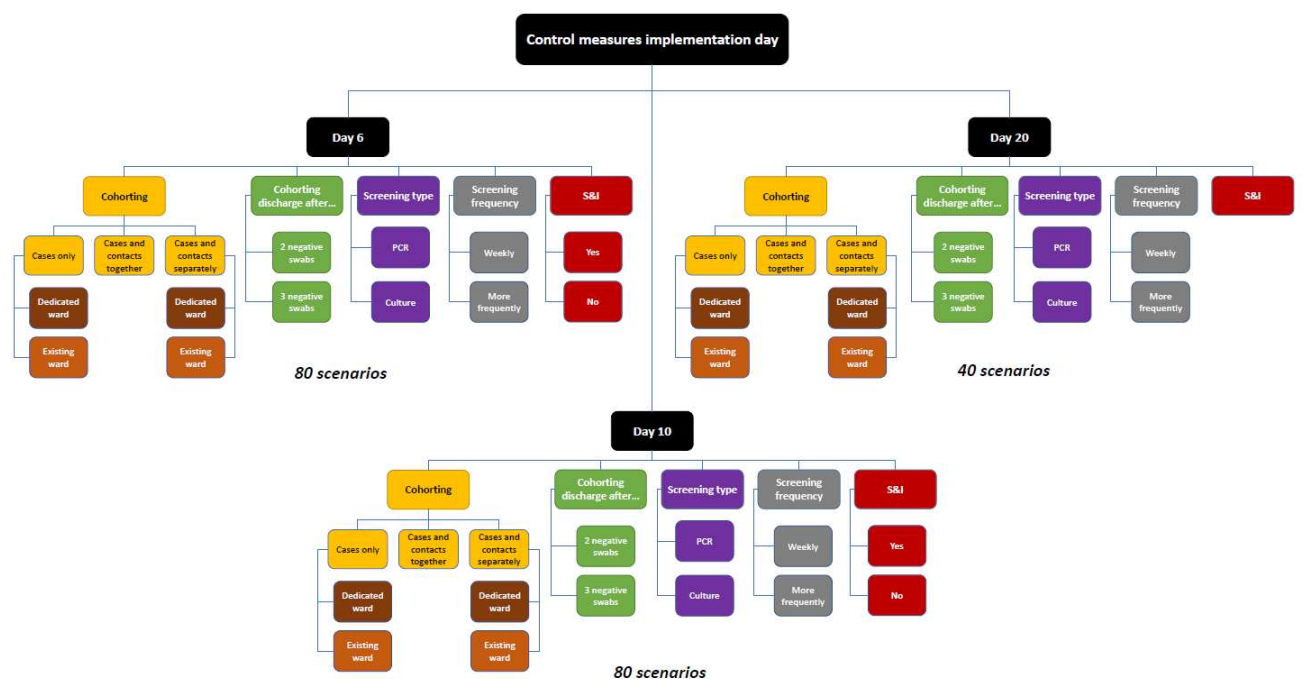 Control measures implementation day
Day 6
Cohorting
Cohorting
discharge after...
Screening type
Screening
frequency
S&I
Cases only
Cases and
contacts
together
Cases and
contacts
separately
2 negative
swabs
PCR
Weekly
Yes
Dedicated
ward
Dedicated
ward
3 negative
swabs
Culture
More
frequently
No
Existing
ward
Existing
ward
80 scenarios
Day 20
Cohorting
Cohorting
discharge after...
Screening type
Screening
frequency
S&I
Cases only
Cases and
contacts
together
Cases and
contacts
separately
2 negative
swabs
PCR
Weekly
Dedicated
ward
Dedicated
ward
3 negative
swabs
Culture
More
frequently
Existing
ward
Existing
ward
40 scenarios
Day 10
Cohorting
Cohorting
discharge after...
Screening type
Screening
frequency
S&I
Cases only
Cases and
contacts
together
Cases and
contacts
separately
2 negative
swabs
PCR
Weekly
Yes
Dedicated
ward
Dedicated
ward
3 negative
swabs
Culture
More
frequently
No
Existing
ward
Existing
ward
80 scenarios